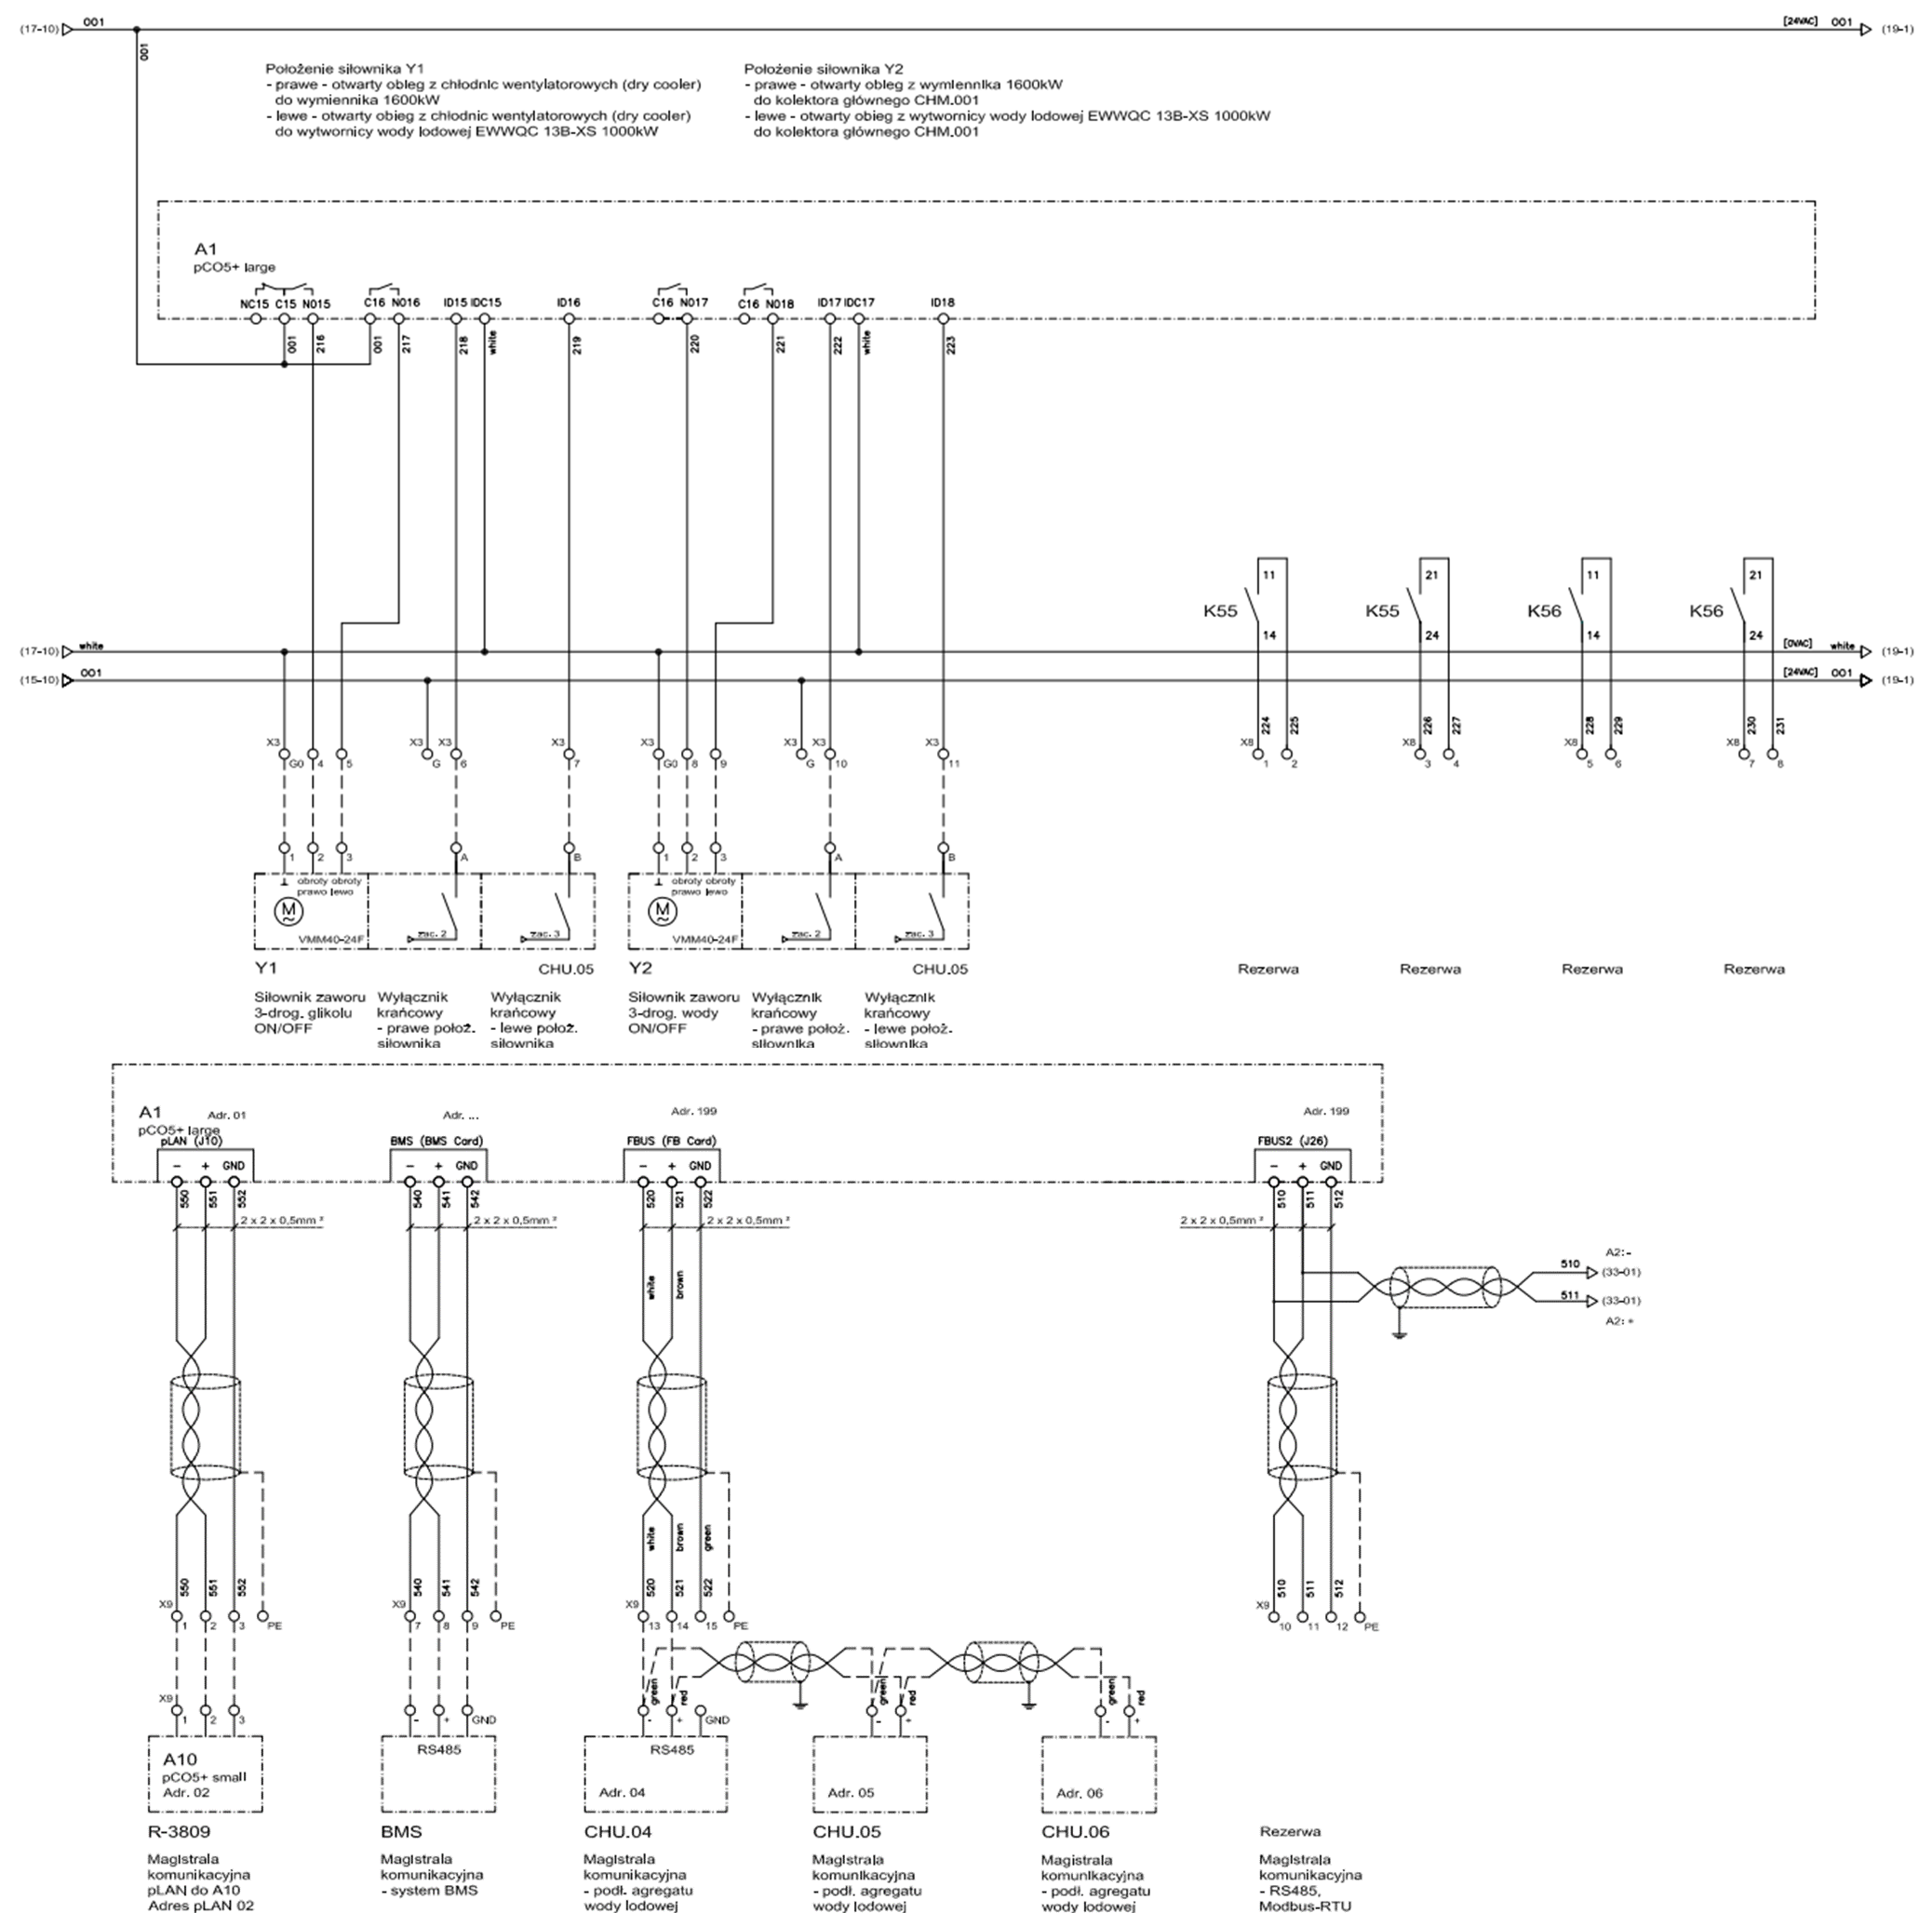 (17-10) 001 [24VAC] 001 (19-1)
001
Położenie siłownika Y1
- prawe - otwarty obieg z chłodnic wentylatorowych (dry cooler)
do wymiennika 1600kW
- lewe - otwarty obieg z chłodnic wentylatorowych (dry cooler)
do wytwornicy wody lodowej EWWQC 13B-XS 1000kW
Położenie siłownika Y2
- prawe - otwarty obieg z wymiennika 1600kW
do kolektora głównego CHM.001
- lewe - otwarty obieg z wytwornicy wody lodowej EWWQC 13B-XS 1000kW
do kolektora głównego CHM.001
A1
pCO5+ large
NC15 C15 NO15 C16 NO16 ID15 IDC15 ID16 C16 NO17 C16 NO18 ID17 IDC17 ID18
001 216 001 217 218 white 219 220 221 222 white 223
11 21 11 21
K55 K55 K56 K56
14 24 14 24
(17-10) white [0VAC] white (19-1)
(15-10) 001 [24VAC] 001 (19-1)
224 225 226 227 228 229 230 231
X3 X3 X3 X3 X3 X3 X3 X3 X8 X8 X8 X8
G0 4 5 G 6 7 G0 8 9 G 10 11 1 2 3 4 5 6 7 8
1 2 3 A B 1 2 3 A B
obroty obroty obroty obroty
prawo lewo prawo lewo
M M
VMM40-24F zac. 2 zac. 3 VMM40-24F zac. 2 zac. 3
Y1 CHU.05 Y2 CHU.05 Rezerwa Rezerwa Rezerwa Rezerwa
Siłownik zaworu
3-drog. glikolu
ON/OFF
Wyłącznik
krańcowy
- prawe położ.
siłownika
Wyłącznik
krańcowy
- lewe położ.
siłownika
Siłownik zaworu
3-drog. wody
ON/OFF
Wyłącznik
krańcowy
- prawe położ.
siłownika
Wyłącznik
krańcowy
- lewe położ.
siłownika
A1 Adr. 01 Adr. ... Adr. 199 Adr. 199
pCO5+ large
pLAN (J10) BMS (BMS Card) FBUS (FB Card) FBUS2 (J26)
- + GND - + GND - + GND - + GND
550 551 552 540 541 542 520 521 522 510 511 512
2 x 2 x 0,5mm ² 2 x 2 x 0,5mm ² 2 x 2 x 0,5mm ² 2 x 2 x 0,5mm ²
A2:-
510 (33-01)
511 (33-01)
A2: +
white brown
white brown green
550 551 552 540 541 542 520 521 522 510 511 512
X9 X9 X9 X9
1 2 3 PE 7 8 9 PE 13 14 15 PE 10 11 12 PE
green red green red green red
X9
1 2 3 - + GND - + GND - + - +
A10
pCO5+ small
Adr. 02
RS485
RS485
Adr. 04
Adr. 05
Adr. 06
R-3809
Magistrala
komunikacyjna
pLAN do A10
Adres pLAN 02
BMS
Magistrala
komunikacyjna
- system BMS
CHU.04
Magistrala
komunikacyjna
- podł. agregatu
wody lodowej
CHU.05
Magistrala
komunikacyjna
- podł. agregatu
wody lodowej
CHU.06
Magistrala
komunikacyjna
- podł. agregatu
wody lodowej
Rezerwa
Magistrala
komunikacyjna
- RS485,
Modbus-RTU